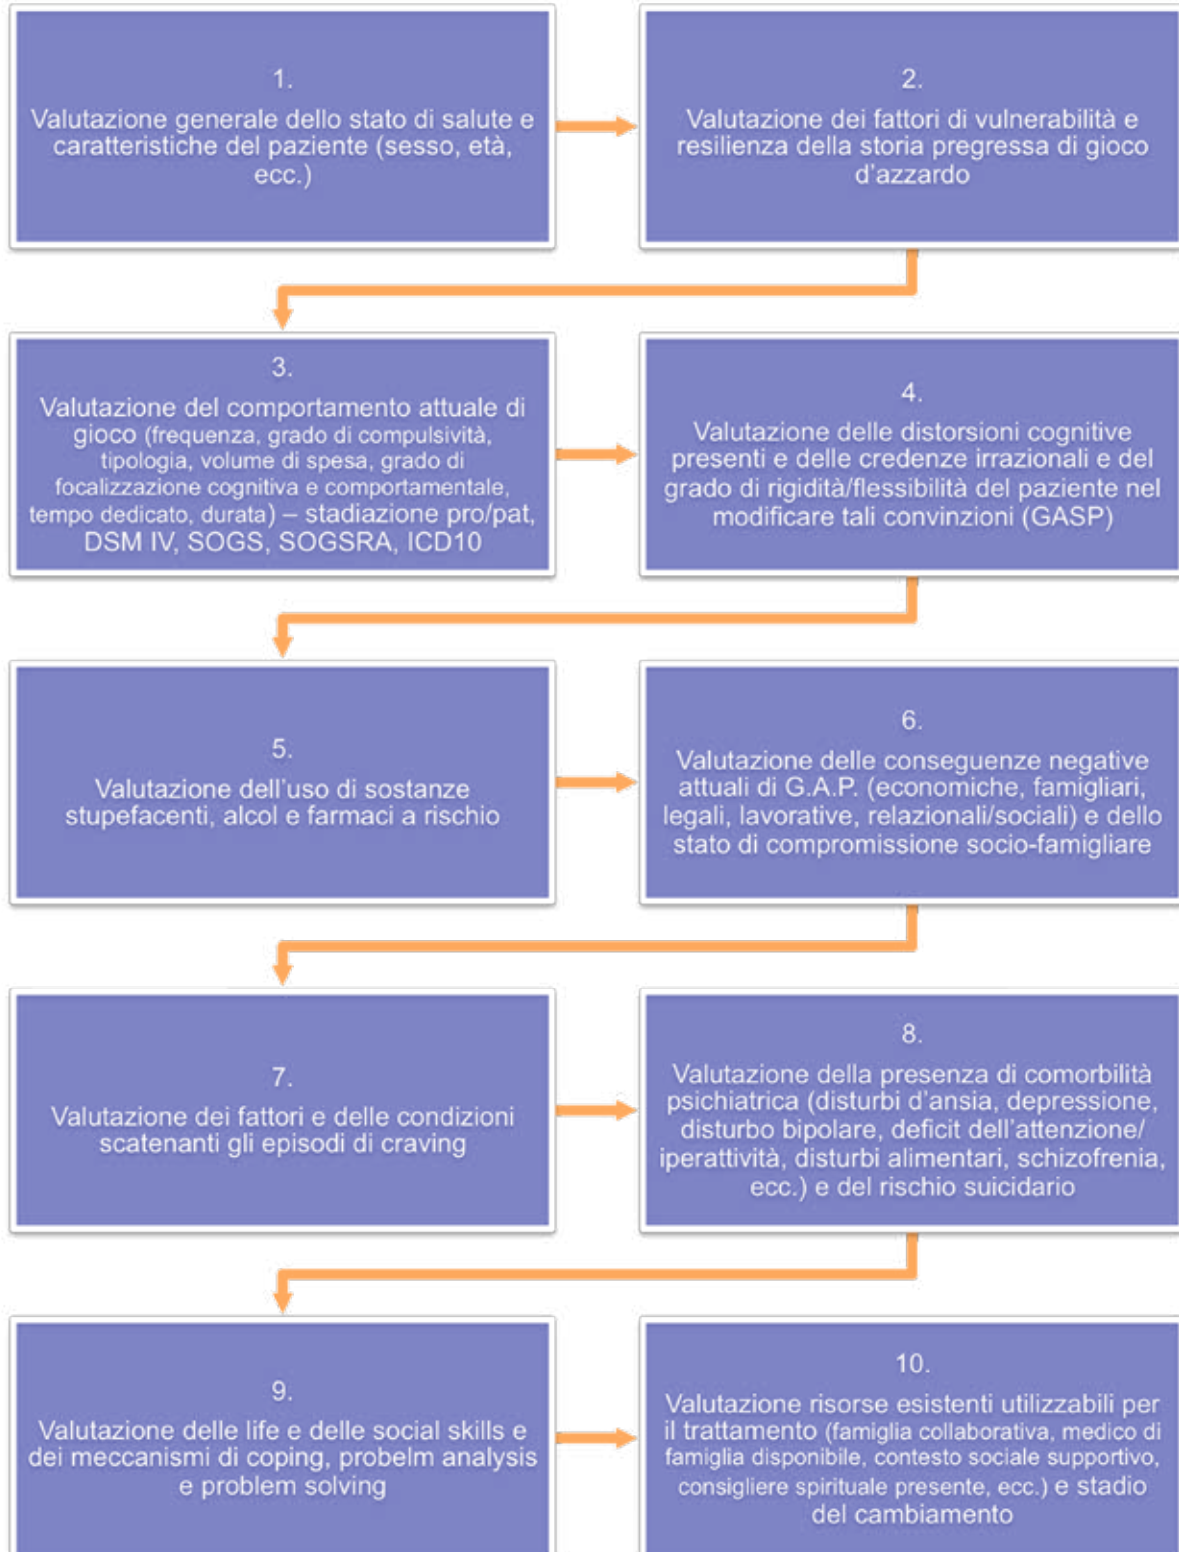 1.
Valutazione generale dello stato di salute e
caratteristiche del paziente (sesso, età,
ecc.)
2.
Valutazione dei fattori di vulnerabilità e
resilienza della storia pregressa di gioco
d'azzardo
3.
Valutazione del comportamento attuale di
gioco (frequenza, grado di compulsività,
tipologia, volume di spesa, grado di
focalizzazione cognitiva e comportamentale,
tempo dedicato, durata) – stadiazione pro/pat,
DSM IV, SOGS, SOGSRA, ICD10
4.
Valutazione delle distorsioni cognitive
presenti e delle credenze irrazionali e del
grado di rigidità/flessibilità del paziente nel
modificare tali convinzioni (GASP)
5.
Valutazione dell'uso di sostanze
stupefacenti, alcol e farmaci a rischio
6.
Valutazione delle conseguenze negative
attuali di G.A.P. (economiche, famigliari,
legali, lavorative, relazionali/sociali) e dello
stato di compromissione socio-famigliare
7.
Valutazione dei fattori e delle condizioni
scatenanti gli episodi di craving
8.
Valutazione della presenza di comorbilità
psichiatrica (disturbi d'ansia, depressione,
disturbo bipolare, deficit dell'attenzione/
iperattività, disturbi alimentari, schizofrenia,
ecc.) e del rischio suicidario
9.
Valutazione delle life e delle social skills e
dei meccanismi di coping, probelm analysis
e problem solving
10.
Valutazione risorse esistenti utilizzabili per
il trattamento (famiglia collaborativa, medico di
famiglia disponibile, contesto sociale supportivo,
consigliere spirituale presente, ecc.) e stadio
del cambiamento